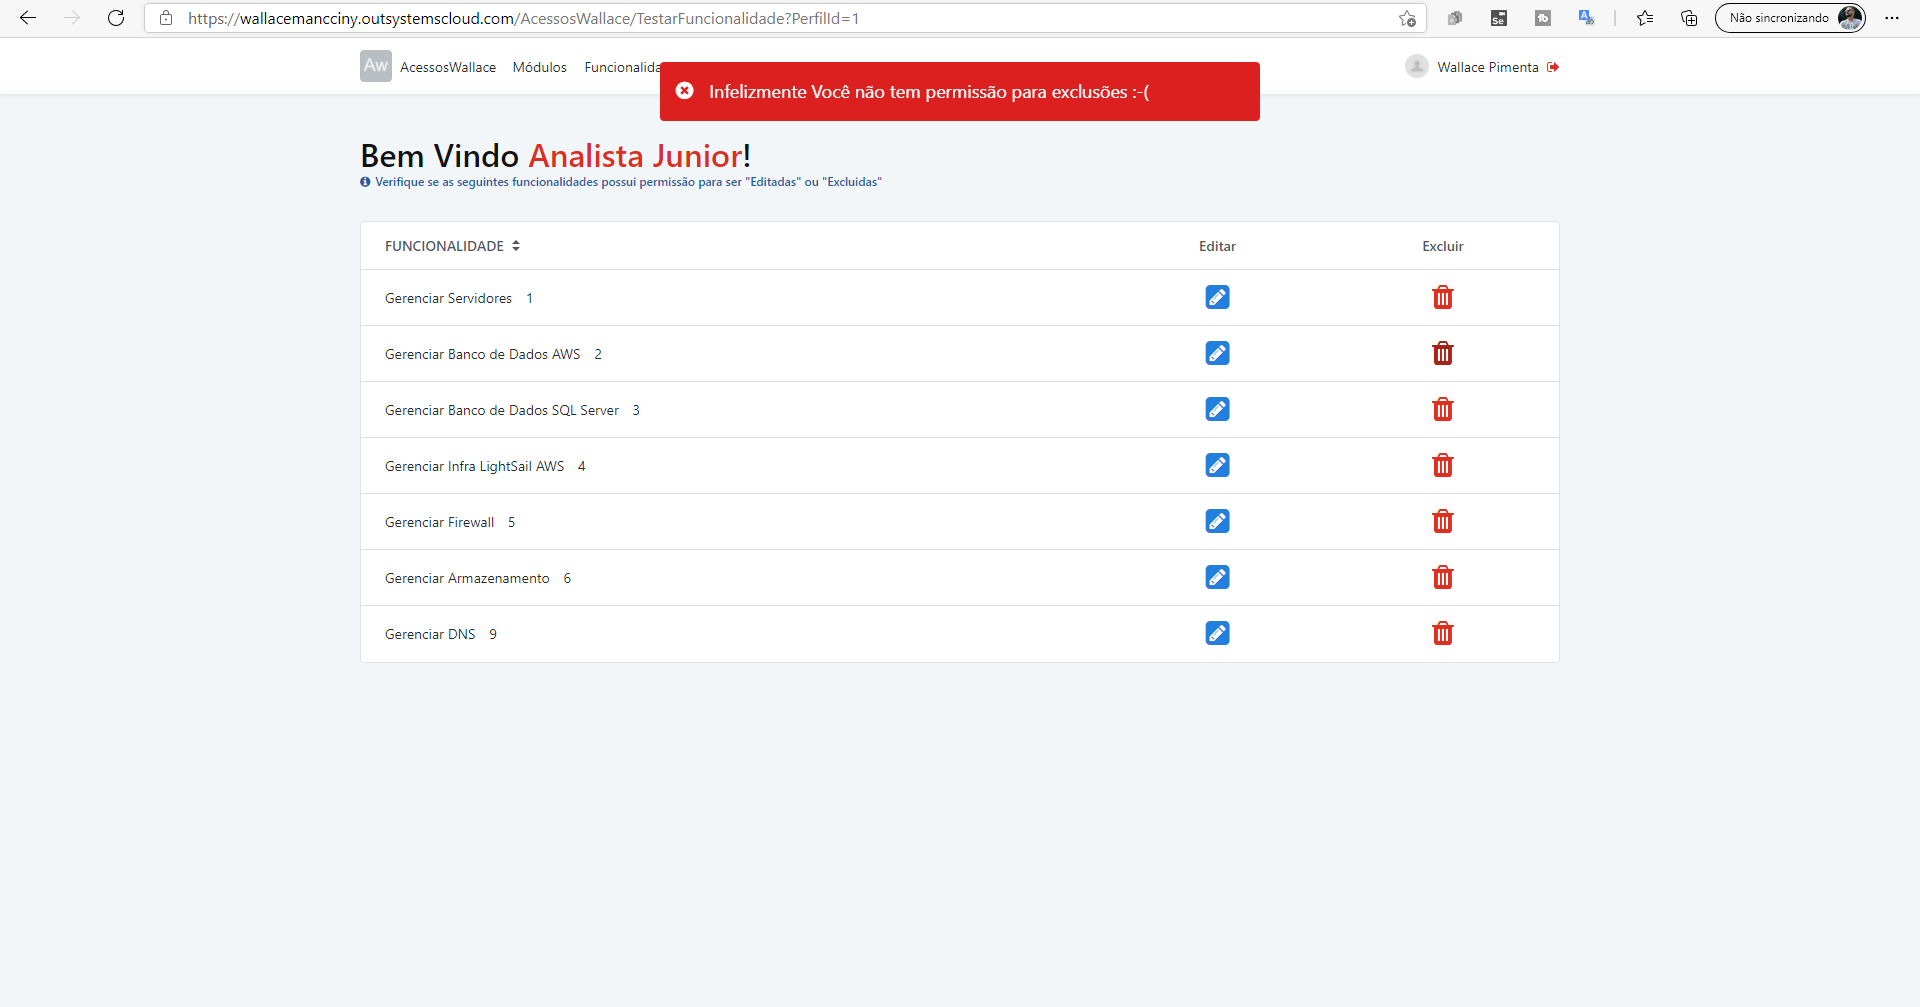 https://wallacemancciny.outsystemscloud.com/AcessosWallace/TestarFuncionalidade?PerfilId=1
Não sincronizando
Aw AcessosWallace Módulos Funcionalida
Wallace Pimenta
Infelizmente Você não tem permissão para exclusões :-(
Bem Vindo Analista Junior!
Verifique se as seguintes funcionalidades possui permissão para ser "Editadas" ou "Excluidas"
FUNCIONALIDADE Editar Excluir
Gerenciar Servidores 1
Gerenciar Banco de Dados AWS 2
Gerenciar Banco de Dados SQL Server 3
Gerenciar Infra LightSail AWS 4
Gerenciar Firewall 5
Gerenciar Armazenamento 6
Gerenciar DNS 9